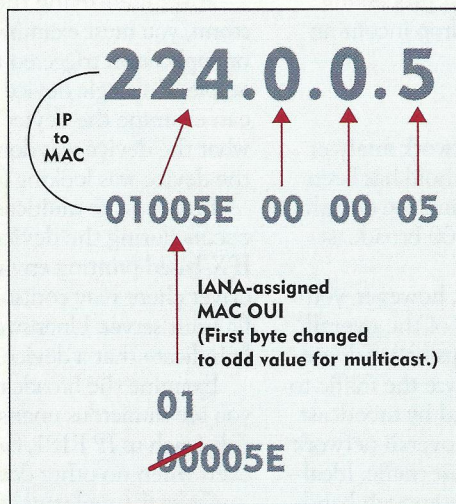 224.0.0.5
IP
to
MAC
01005E 00 00 05
IANA-assigned
MAC OUI
(First byte changed
to odd value for multicast.)
01
00005E